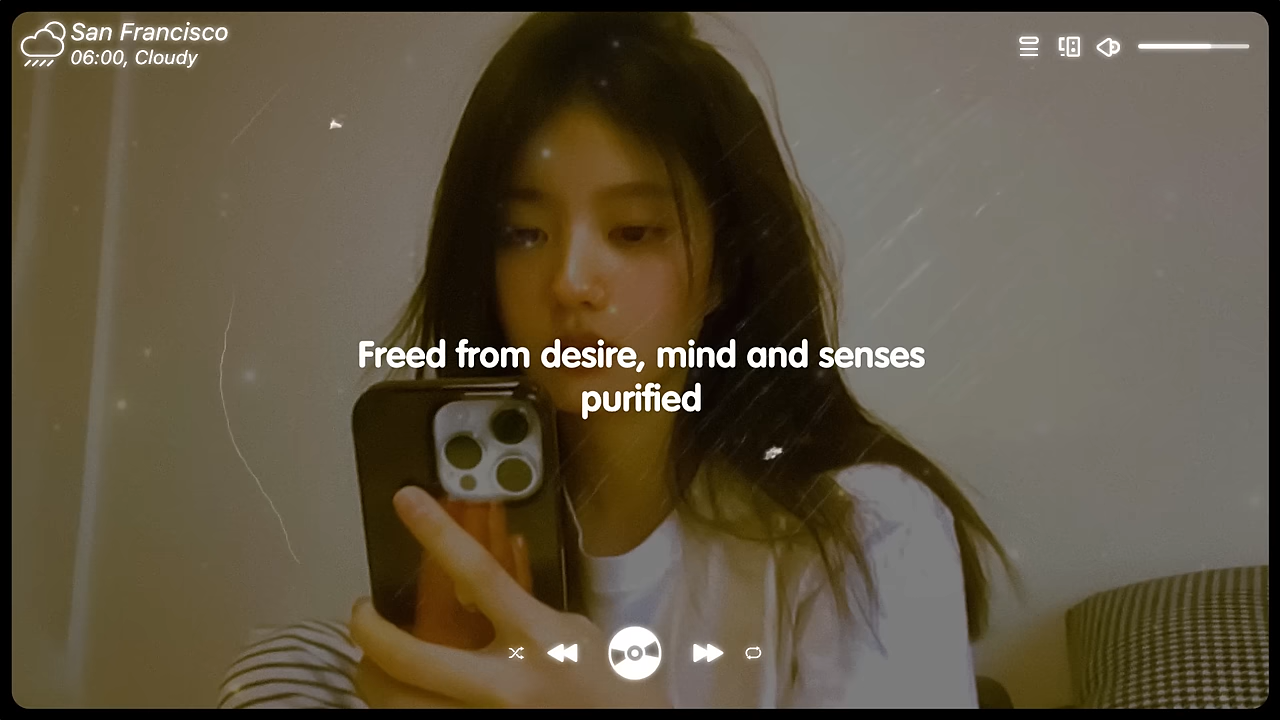 San Francisco
06:00, Cloudy
Freed from desire, mind and senses
purified